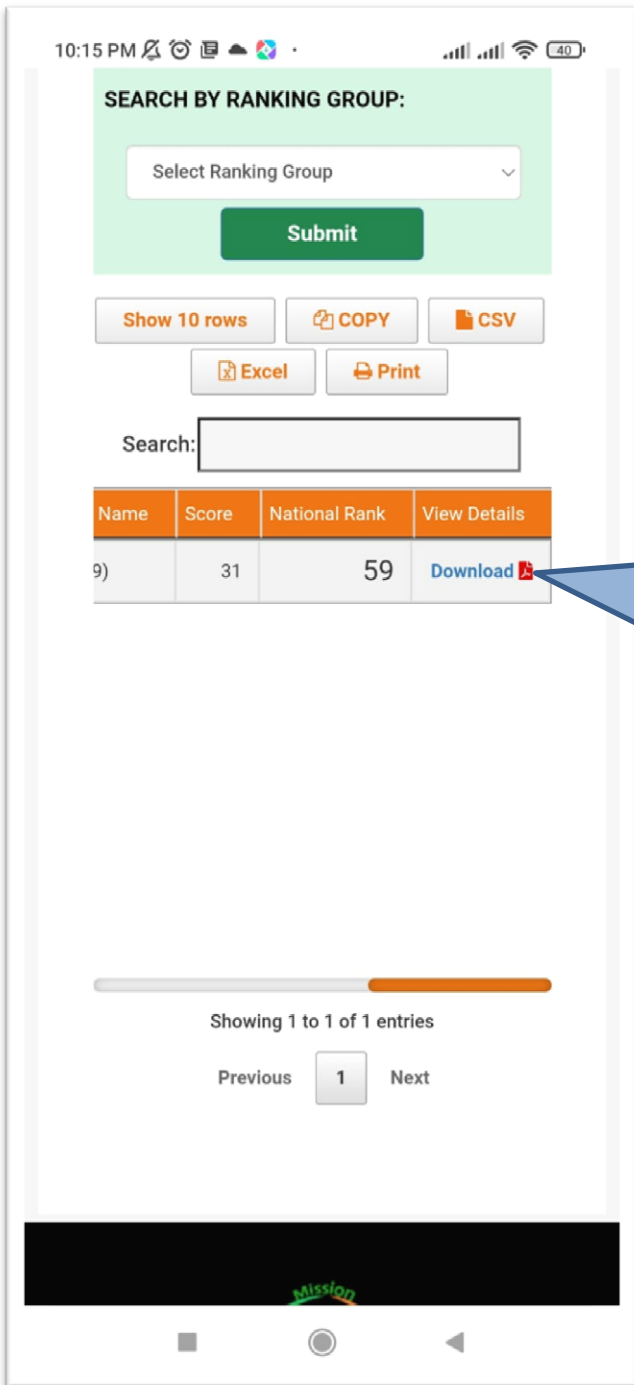 10:15 PM
40
SEARCH BY RANKING GROUP:
Select Ranking Group
Submit
Show 10 rows COPY CSV
Excel Print
Search:
Name Score National Rank View Details
9) 31 59 Download
Showing 1 to 1 of 1 entries
Previous 1 Next
Mission